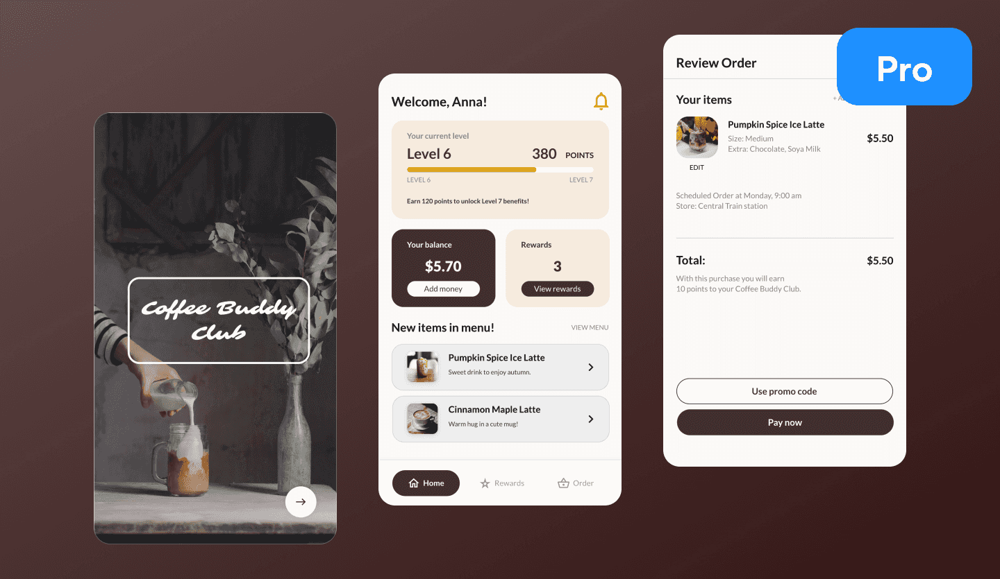 Coffee Buddy
Club
Welcome, Anna!
Your current level
Level 6
380 POINTS
LEVEL 6
LEVEL 7
Earn 120 points to unlock Level 7 benefits!
Your balance
$5.70
Add money
Rewards
3
View rewards
New items in menu!
VIEW MENU
Pumpkin Spice Ice Latte
Sweet drink to enjoy autumn.
Cinnamon Maple Latte
Warm hug in a cute mug!
Home
Rewards
Order
Pro
Review Order
Your items
Pumpkin Spice Ice Latte
Size: Medium
Extra: Chocolate, Soya Milk
$5.50
EDIT
Scheduled Order at Monday, 9:00 am
Store: Central Train station
Total:
$5.50
With this purchase you will earn
10 points to your Coffee Buddy Club.
Use promo code
Pay now